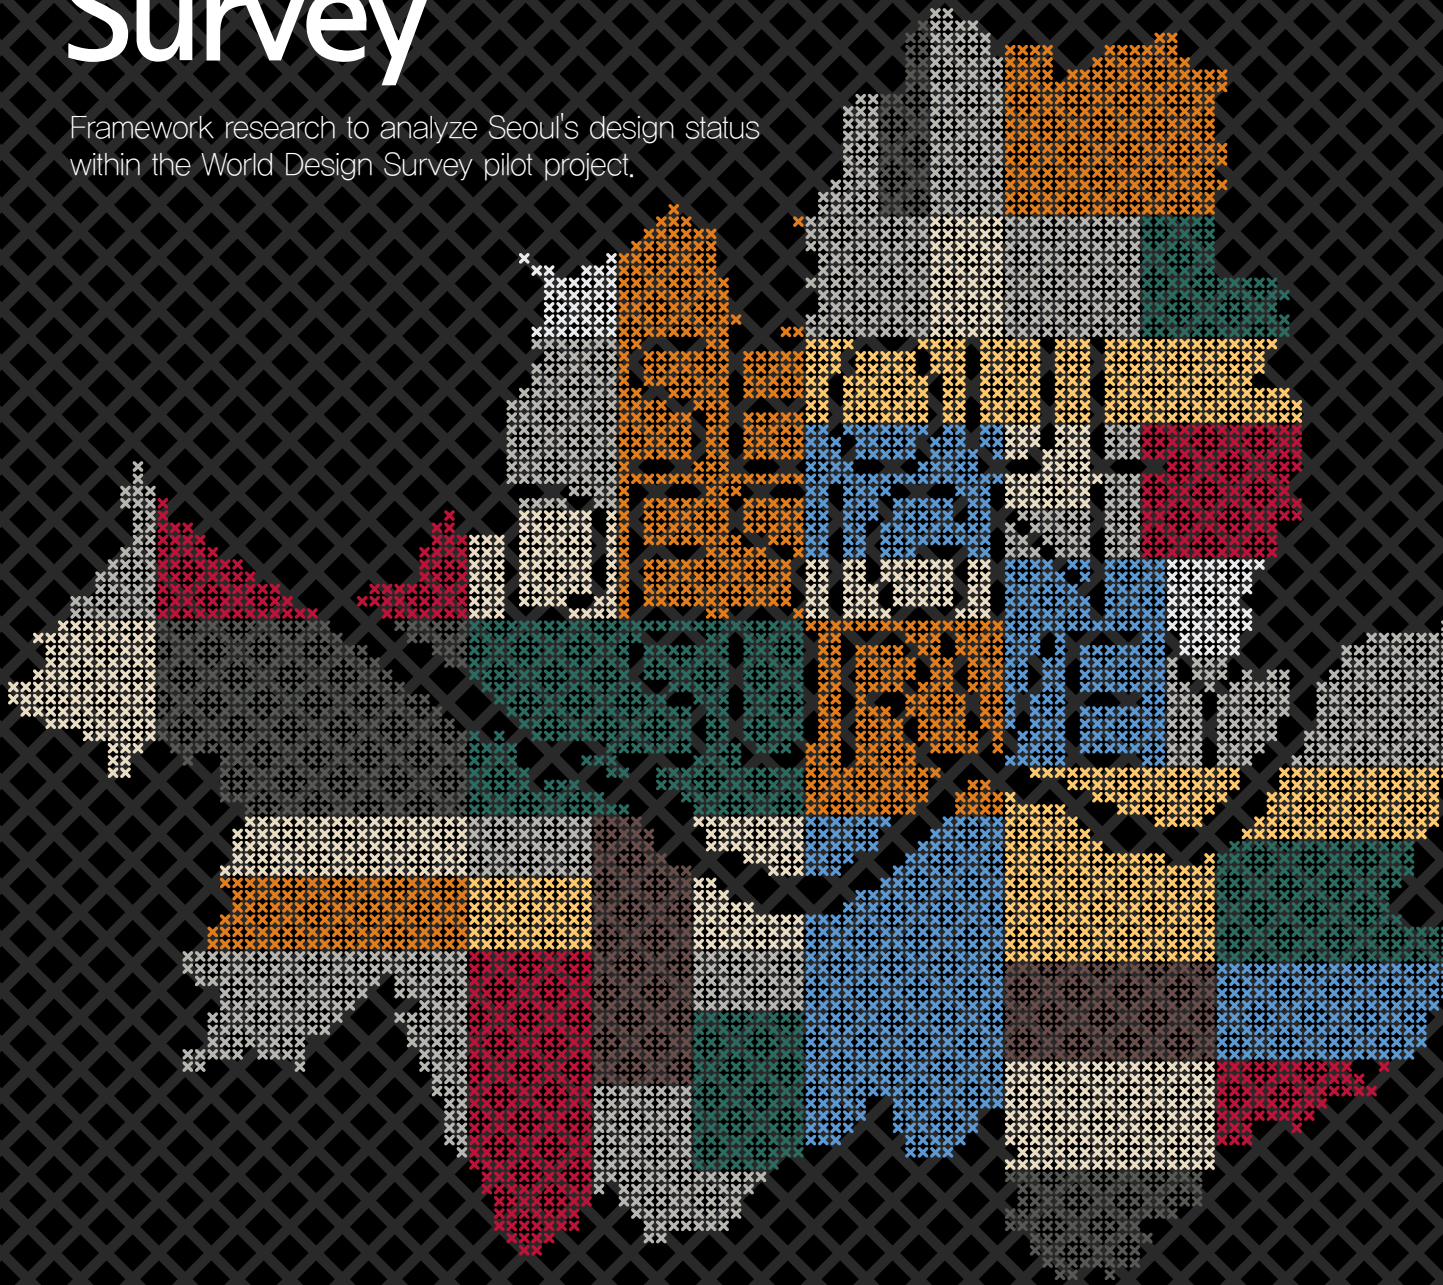 Survey
Framework research to analyze Seoul's design status
within the World Design Survey pilot project.
SEOUL
DESIGN
SURVEY